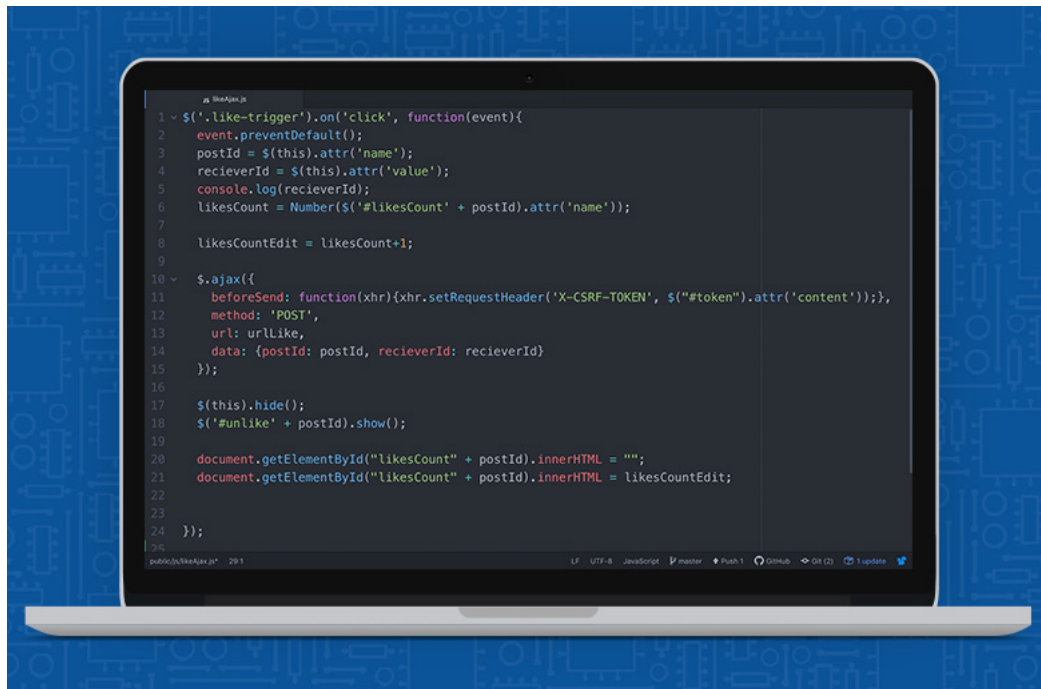 JS likeAjax.js
1 $('.like-trigger').on('click', function(event){
2 event.preventDefault();
3 postId = $(this).attr('name');
4 recieverId = $(this).attr('value');
5 console.log(recieverId);
6 likesCount = Number($('#likesCount' + postId).attr('name'));
7
8 likesCountEdit = likesCount+1;
9
10 $.ajax({
11 beforeSend: function(xhr){xhr.setRequestHeader('X-CSRF-TOKEN', $("#token").attr('content'));},
12 method: 'POST',
13 url: urlLike,
14 data: {postId: postId, recieverId: recieverId}
15 });
16
17 $(this).hide();
18 $('#unlike' + postId).show();
19
20 document.getElementById("likesCount" + postId).innerHTML = "";
21 document.getElementById("likesCount" + postId).innerHTML = likesCountEdit;
22
23
24 });
25
public/js/likeAjax.js* 29:1 LF UTF-8 JavaScript master Push 1 GitHub Git (2) 1 update